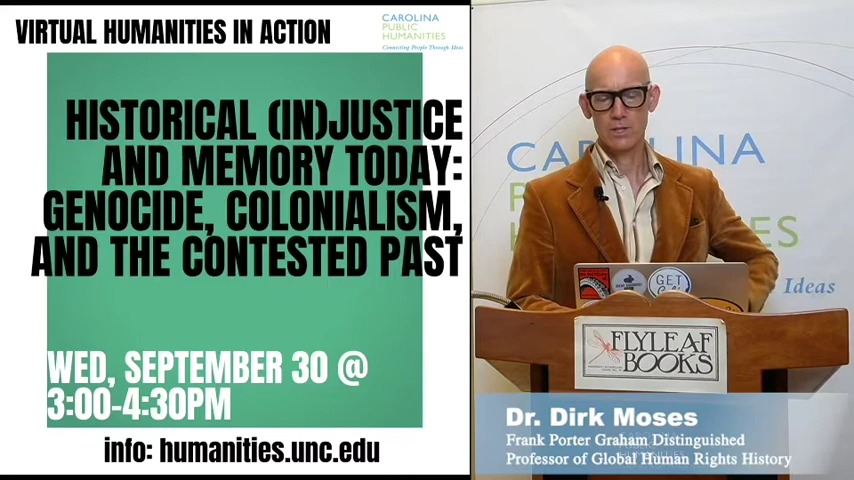 VIRTUAL HUMANITIES IN ACTION
CAROLINA
PUBLIC
HUMANITIES
Connecting People Through Ideas
HISTORICAL (IN)JUSTICE
AND MEMORY TODAY:
GENOCIDE, COLONIALISM,
AND THE CONTESTED PAST
WED, SEPTEMBER 30 @
3:00-4:30PM
info: humanities.unc.edu
CAROLINA
Ideas
GET
FLYLEAF
BOOKS
Dr. Dirk Moses
Frank Porter Graham Distinguished
Professor of Global Human Rights History